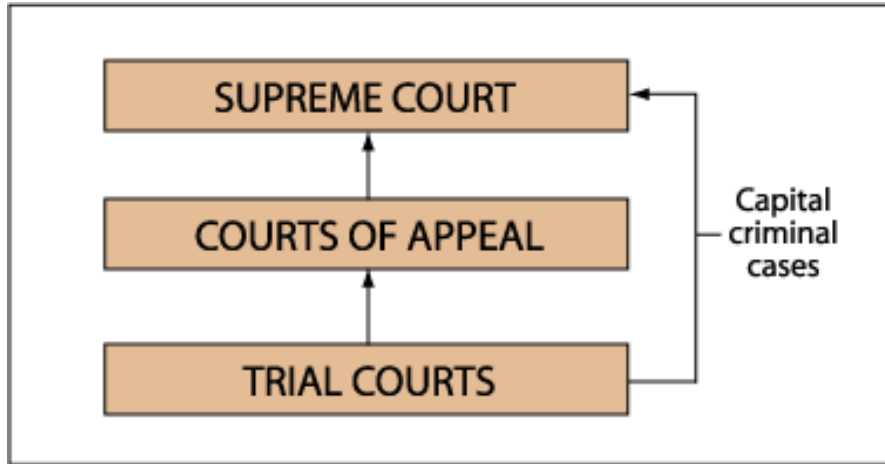 SUPREME COURT
COURTS OF APPEAL
Capital
criminal
cases
TRIAL COURTS